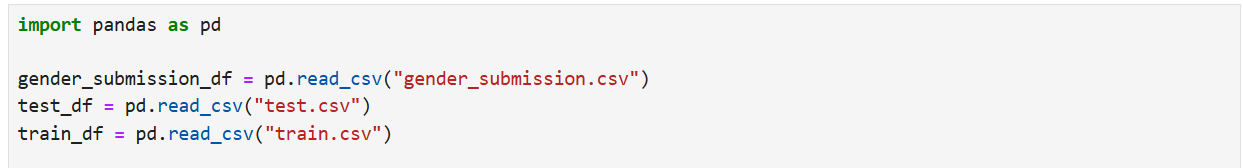 import pandas as pd
gender_submission_df = pd.read_csv("gender_submission.csv")
test_df = pd.read_csv("test.csv")
train_df = pd.read_csv("train.csv")